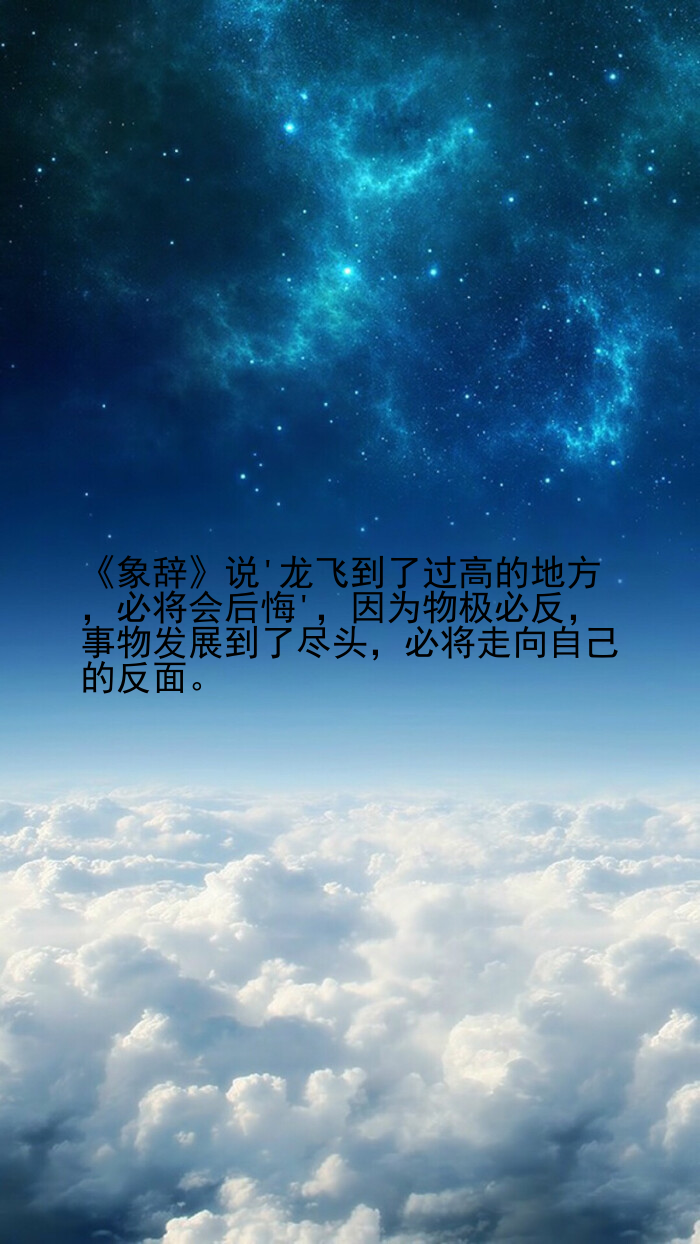 《象辞》说'龙飞到了过高的地方
，必将会后悔'，因为物极必反，
事物发展到了尽头，必将走向自己
的反面。